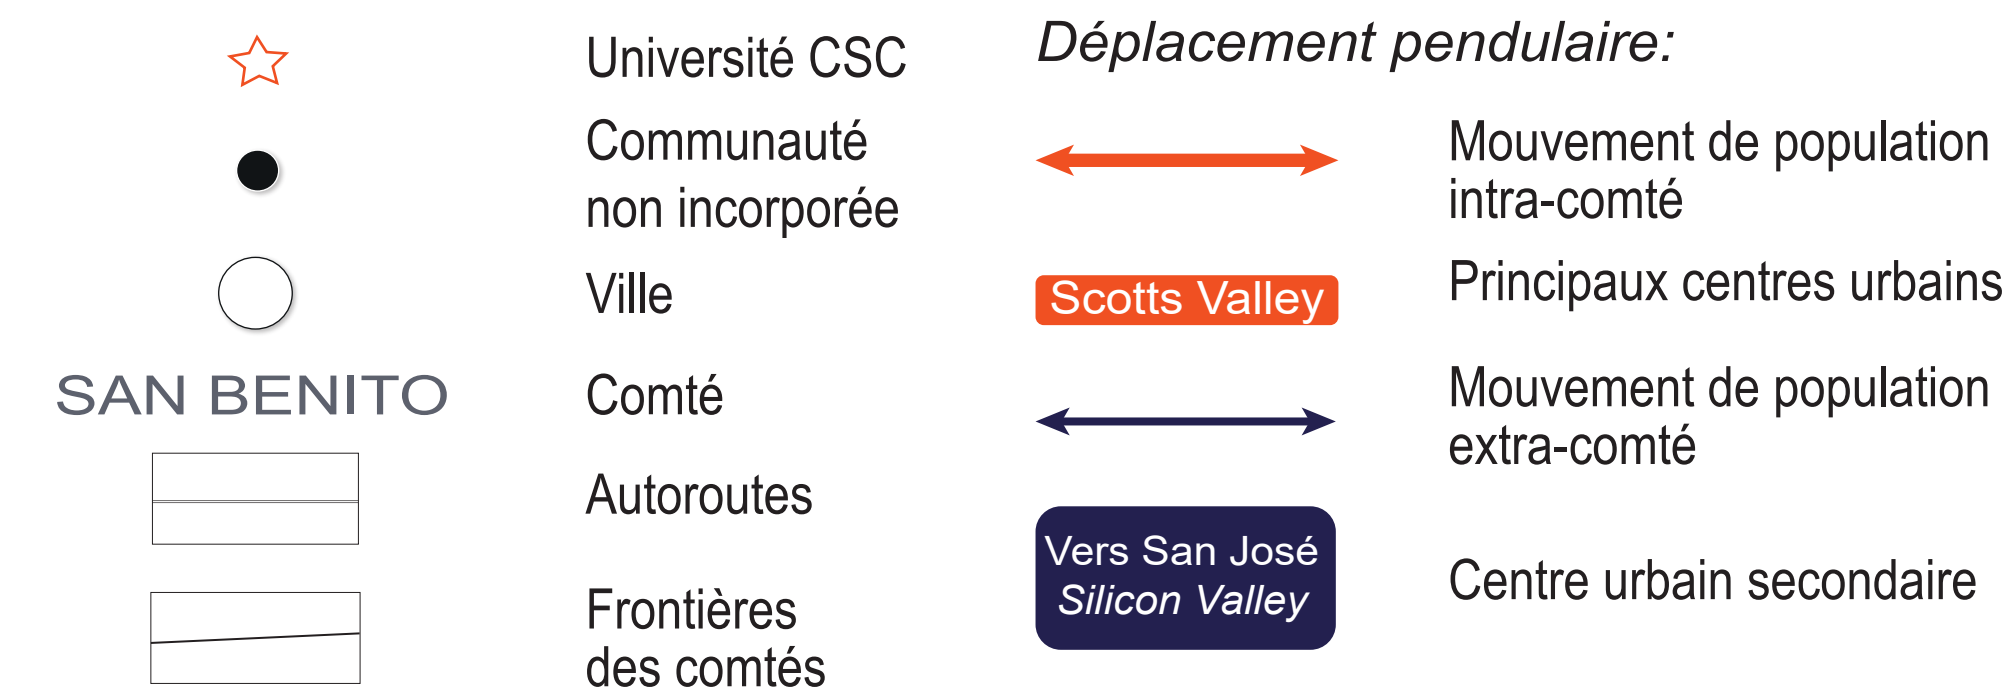 Université CSC
Communauté
non incorporée
Ville
SAN BENITO
Comté
Autoroutes
Frontières
des comtés
Déplacement pendulaire:
Mouvement de population
intra-comté
Scotts Valley
Principaux centres urbains
Mouvement de population
extra-comté
Vers San José
Silicon Valley
Centre urbain secondaire